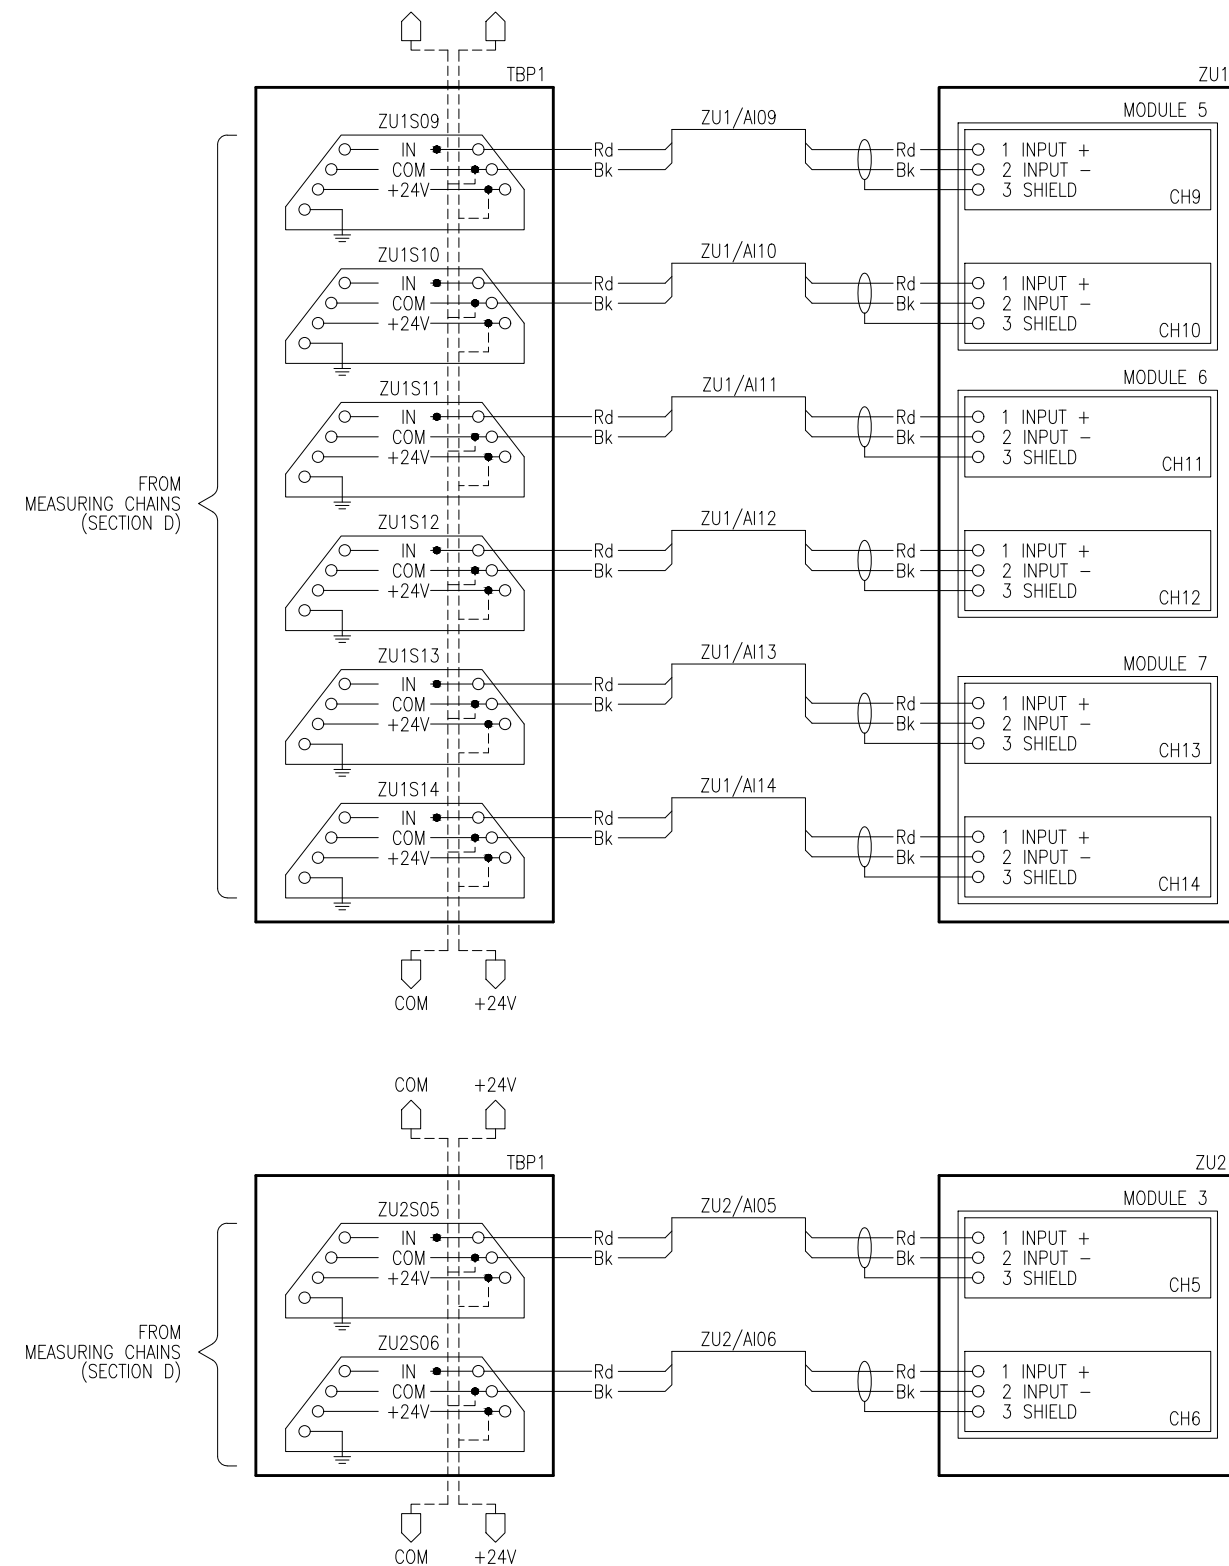 TBP1
ZU1
MODULE 5
ZU1S09
ZU1/AI09
IN
COM
+24V
Rd
Bk
Rd
Bk
1 INPUT +
2 INPUT −
3 SHIELD
CH9
ZU1S10
ZU1/AI10
IN
COM
+24V
Rd
Bk
Rd
Bk
1 INPUT +
2 INPUT −
3 SHIELD
CH10
MODULE 6
ZU1S11
ZU1/AI11
IN
COM
+24V
Rd
Bk
Rd
Bk
1 INPUT +
2 INPUT −
3 SHIELD
CH11
FROM
MEASURING CHAINS
(SECTION D)
ZU1S12
ZU1/AI12
IN
COM
+24V
Rd
Bk
Rd
Bk
1 INPUT +
2 INPUT −
3 SHIELD
CH12
MODULE 7
ZU1S13
ZU1/AI13
IN
COM
+24V
Rd
Bk
Rd
Bk
1 INPUT +
2 INPUT −
3 SHIELD
CH13
ZU1S14
ZU1/AI14
IN
COM
+24V
Rd
Bk
Rd
Bk
1 INPUT +
2 INPUT −
3 SHIELD
CH14
COM +24V
COM +24V
TBP1
ZU2
MODULE 3
ZU2S05
ZU2/AI05
IN
COM
+24V
Rd
Bk
Rd
Bk
1 INPUT +
2 INPUT −
3 SHIELD
CH5
FROM
MEASURING CHAINS
(SECTION D)
ZU2S06
ZU2/AI06
IN
COM
+24V
Rd
Bk
Rd
Bk
1 INPUT +
2 INPUT −
3 SHIELD
CH6
COM +24V